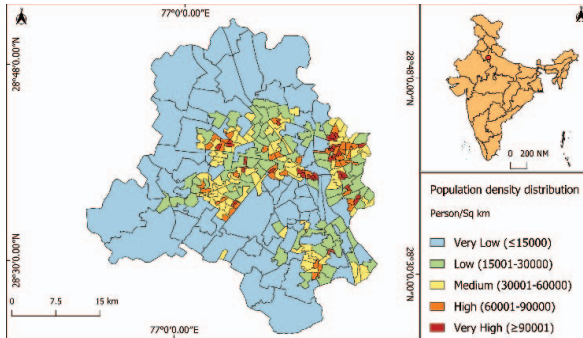 77°0'0.00"E
28°48'0.00"N
28°48'0.00"N
28°30'0.00"N
28°30'0.00"N
0 7.5 15 km
77°0'0.00"E
0 200 NM
Population density distribution
Person/Sq km
Very Low (≤15000)
Low (15001-30000)
Medium (30001-60000)
High (60001-90000)
Very High (≥90001)